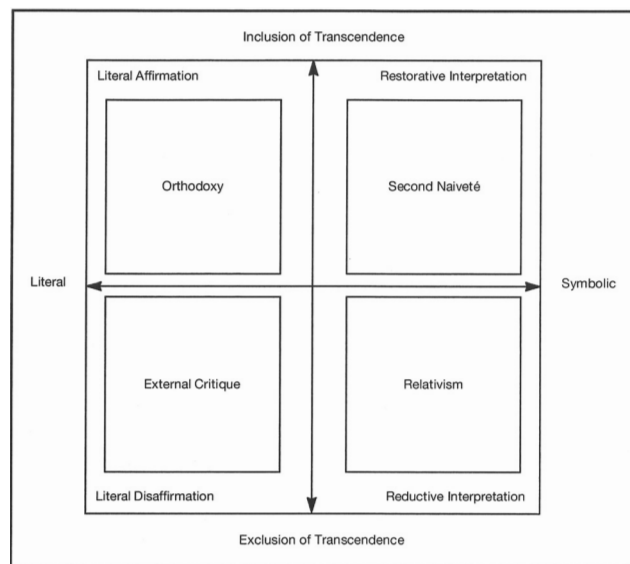 Inclusion of Transcendence
Literal Affirmation
Restorative Interpretation
Orthodoxy
Second Naiveté
Literal
Symbolic
External Critique
Relativism
Literal Disaffirmation
Reductive Interpretation
Exclusion of Transcendence